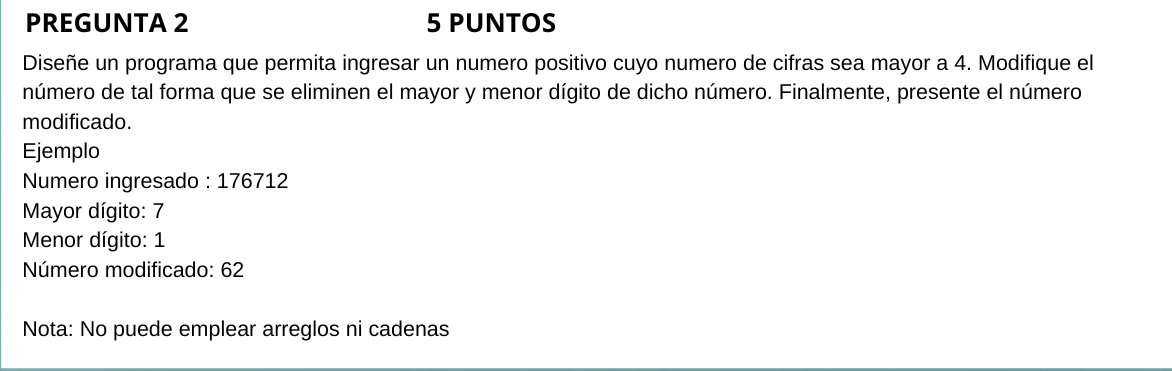 PREGUNTA 2 5 PUNTOS
Diseñe un programa que permita ingresar un numero positivo cuyo numero de cifras sea mayor a 4. Modifique el
número de tal forma que se eliminen el mayor y menor dígito de dicho número. Finalmente, presente el número
modificado.
Ejemplo
Numero ingresado : 176712
Mayor dígito: 7
Menor dígito: 1
Número modificado: 62
Nota: No puede emplear arreglos ni cadenas